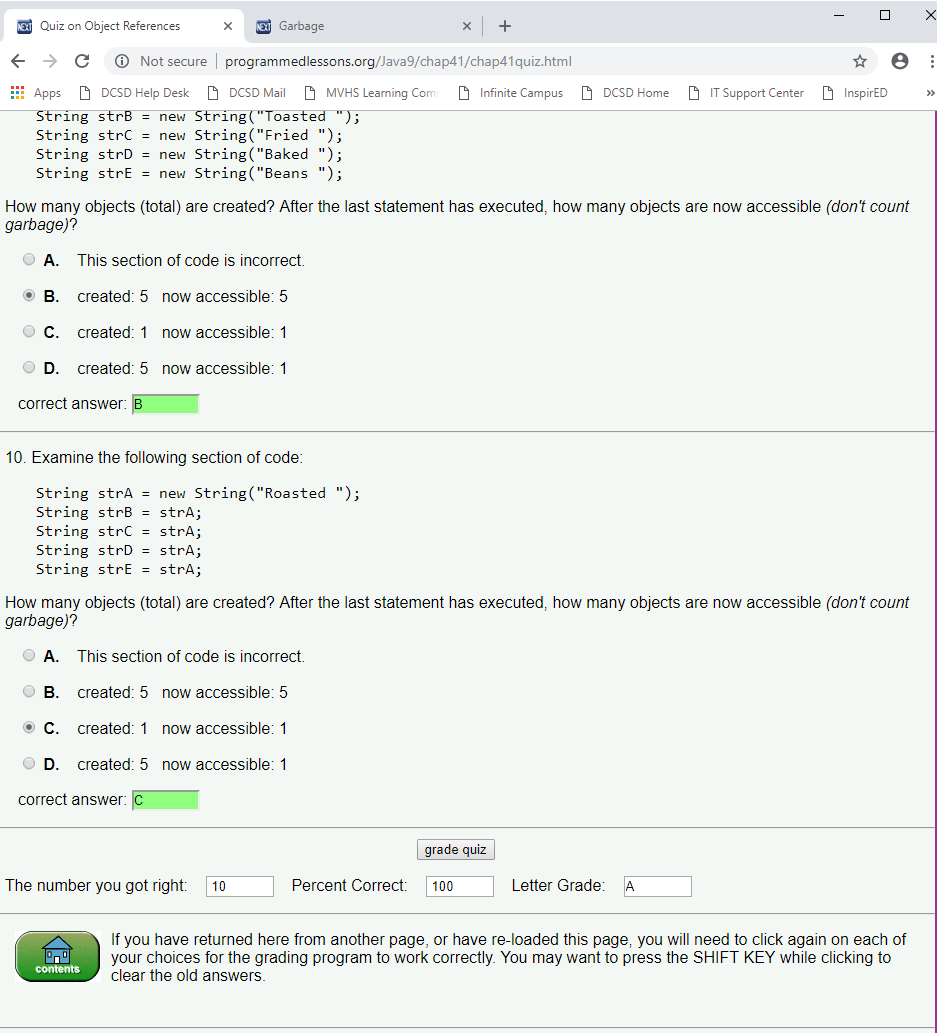 NEXT Quiz on Object References × NEXT Garbage × +
Not secure | programmedlessons.org/Java9/chap41/chap41quiz.html
Apps DCSD Help Desk DCSD Mail MVHS Learning Com Infinite Campus DCSD Home IT Support Center InspirED »
String strB = new String("Toasted ");
String strC = new String("Fried ");
String strD = new String("Baked ");
String strE = new String("Beans ");
How many objects (total) are created? After the last statement has executed, how many objects are now accessible (don't count
garbage)?
A. This section of code is incorrect.
B. created: 5 now accessible: 5
C. created: 1 now accessible: 1
D. created: 5 now accessible: 1
correct answer: B
10. Examine the following section of code:
String strA = new String("Roasted ");
String strB = strA;
String strC = strA;
String strD = strA;
String strE = strA;
How many objects (total) are created? After the last statement has executed, how many objects are now accessible (don't count
garbage)?
A. This section of code is incorrect.
B. created: 5 now accessible: 5
C. created: 1 now accessible: 1
D. created: 5 now accessible: 1
correct answer: C
grade quiz
The number you got right: 10 Percent Correct: 100 Letter Grade: A
If you have returned here from another page, or have re-loaded this page, you will need to click again on each of
your choices for the grading program to work correctly. You may want to press the SHIFT KEY while clicking to
clear the old answers.
contents